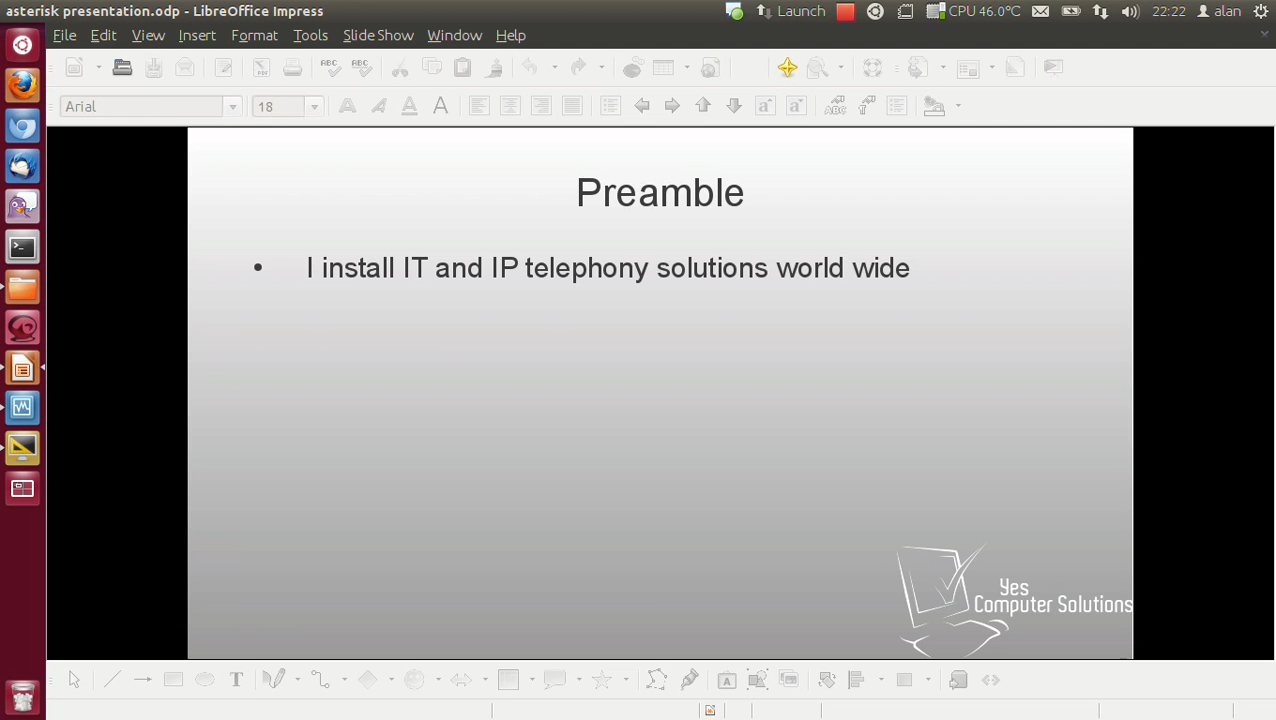 asterisk presentation.odp - LibreOffice Impress
Launch
CPU 46.0°C
22:22
alan
File Edit View Insert Format Tools Slide Show Window Help
Arial
18
Preamble
• I install IT and IP telephony solutions world wide
Yes
Computer Solutions